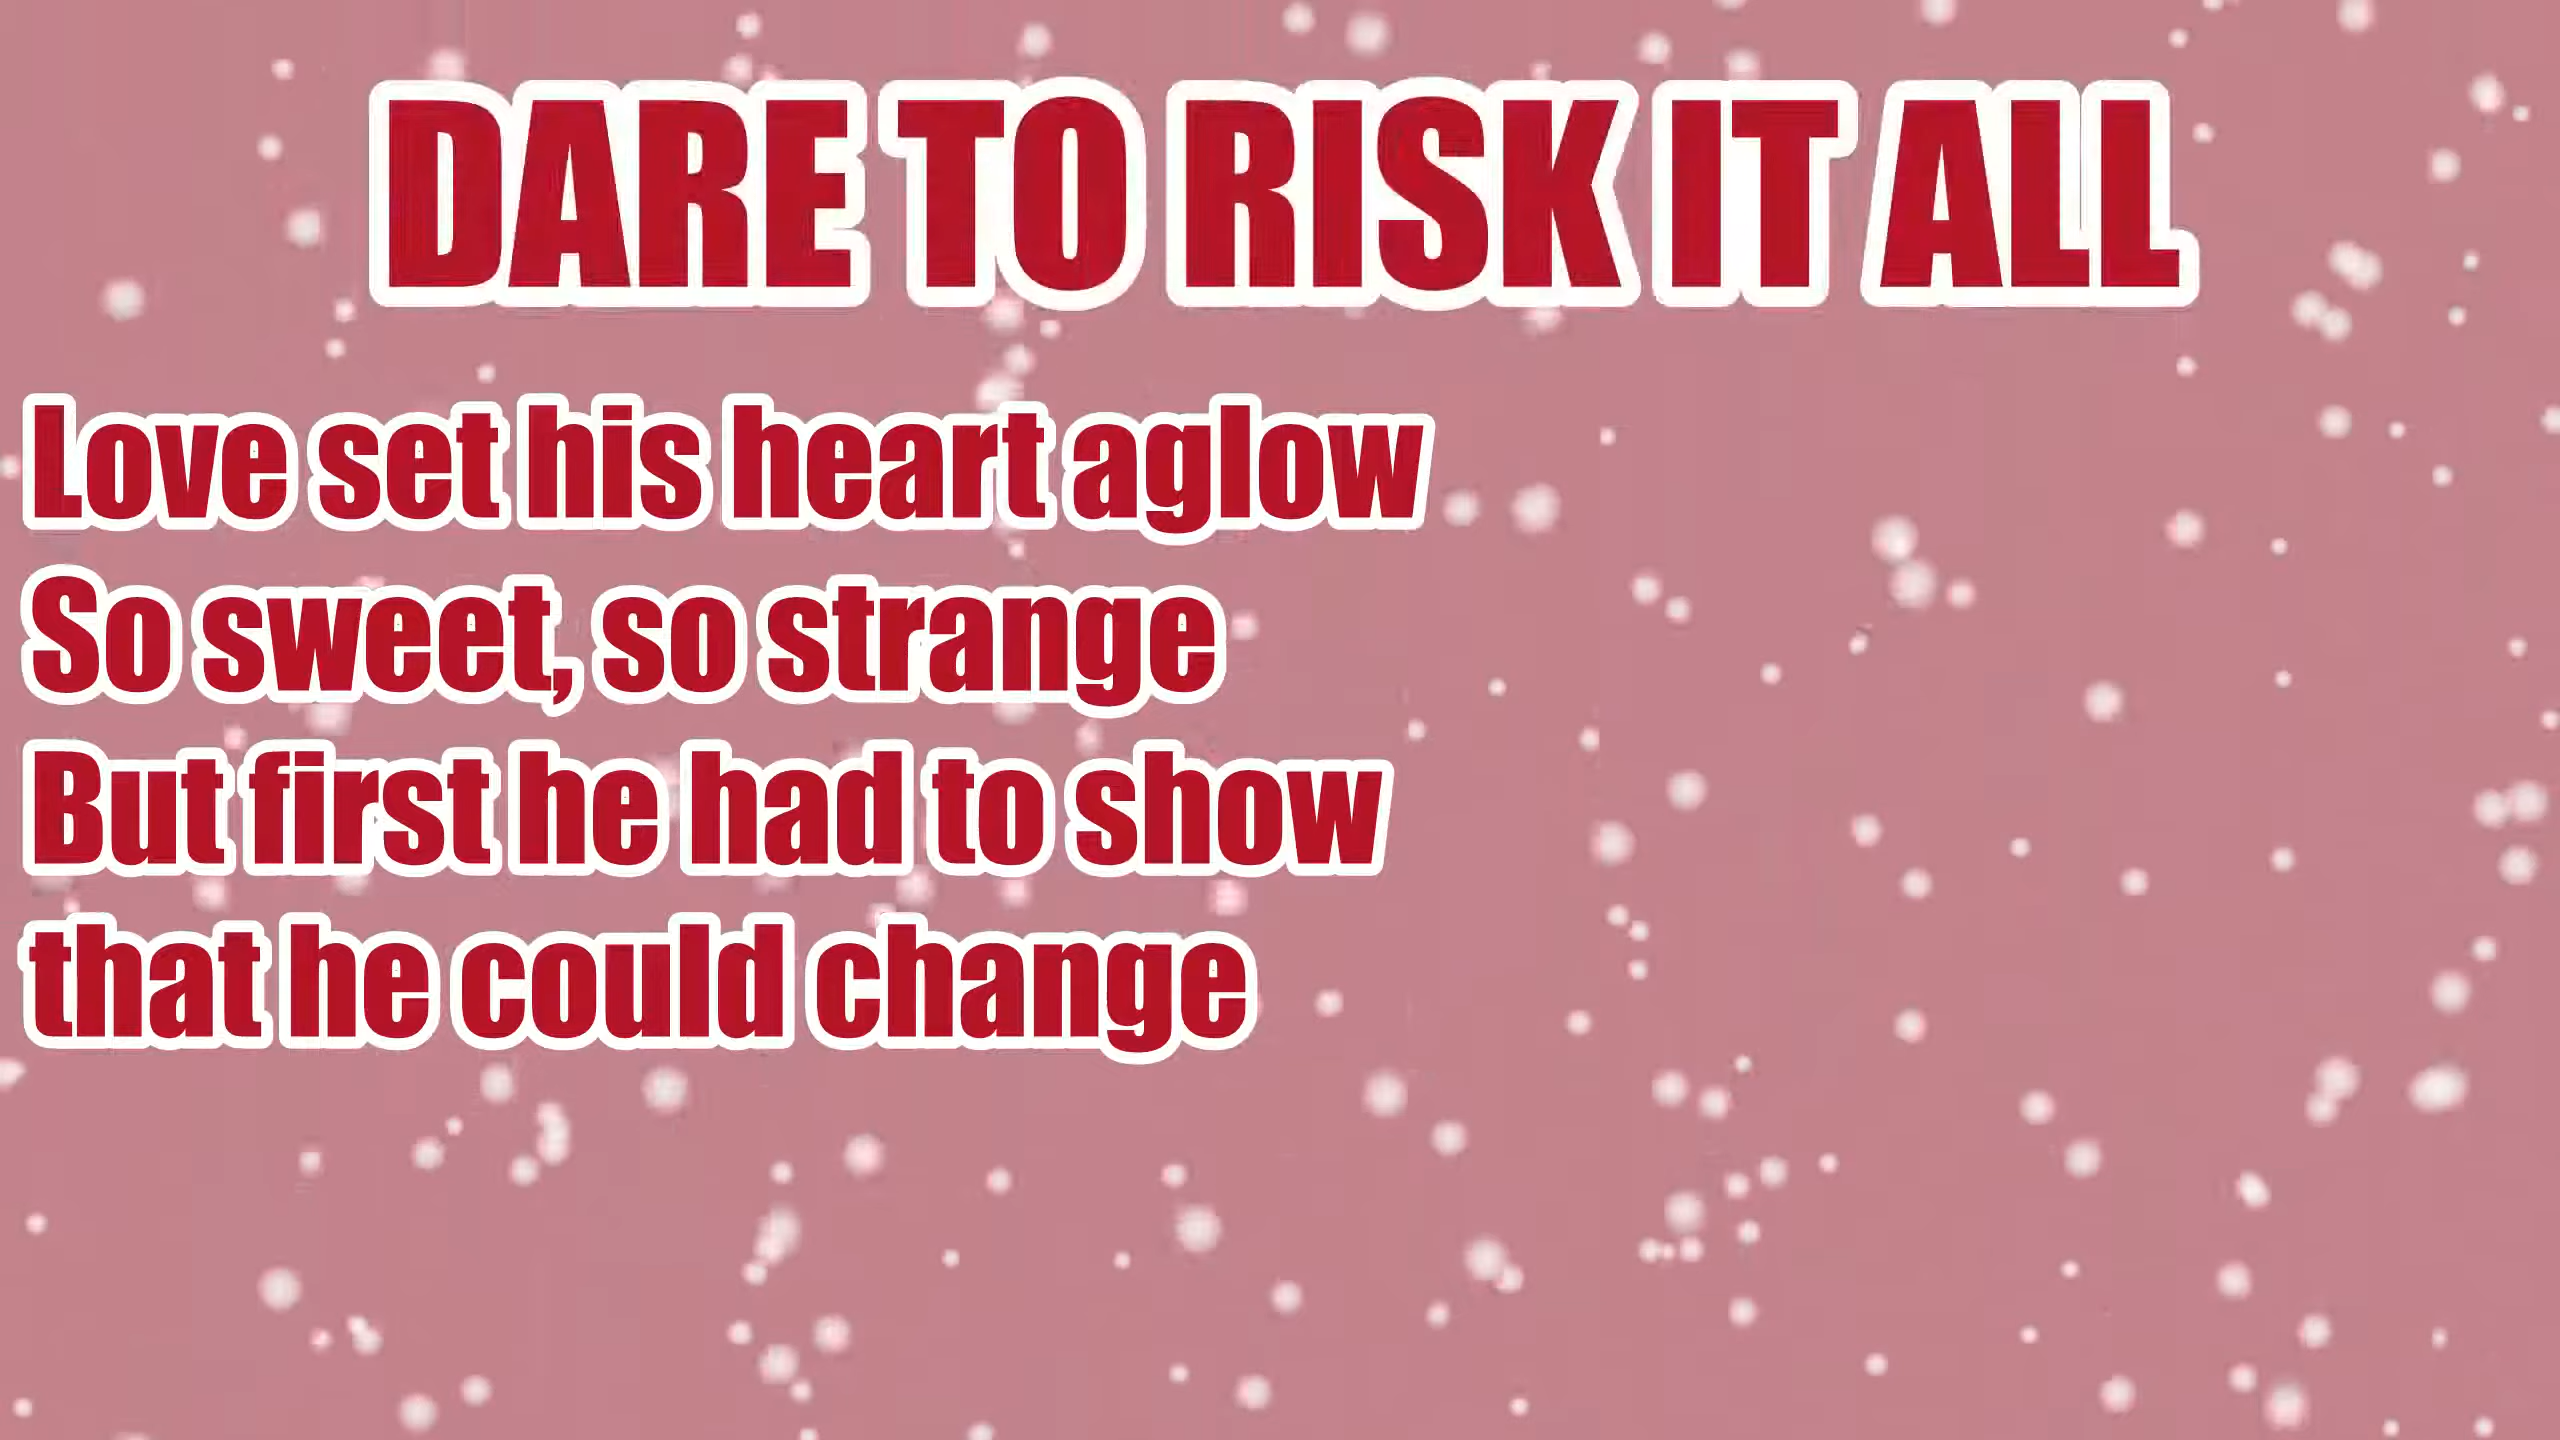 DARE TO RISK IT ALL
Love set his heart aglow
So sweet, so strange
But first he had to show
that he could change